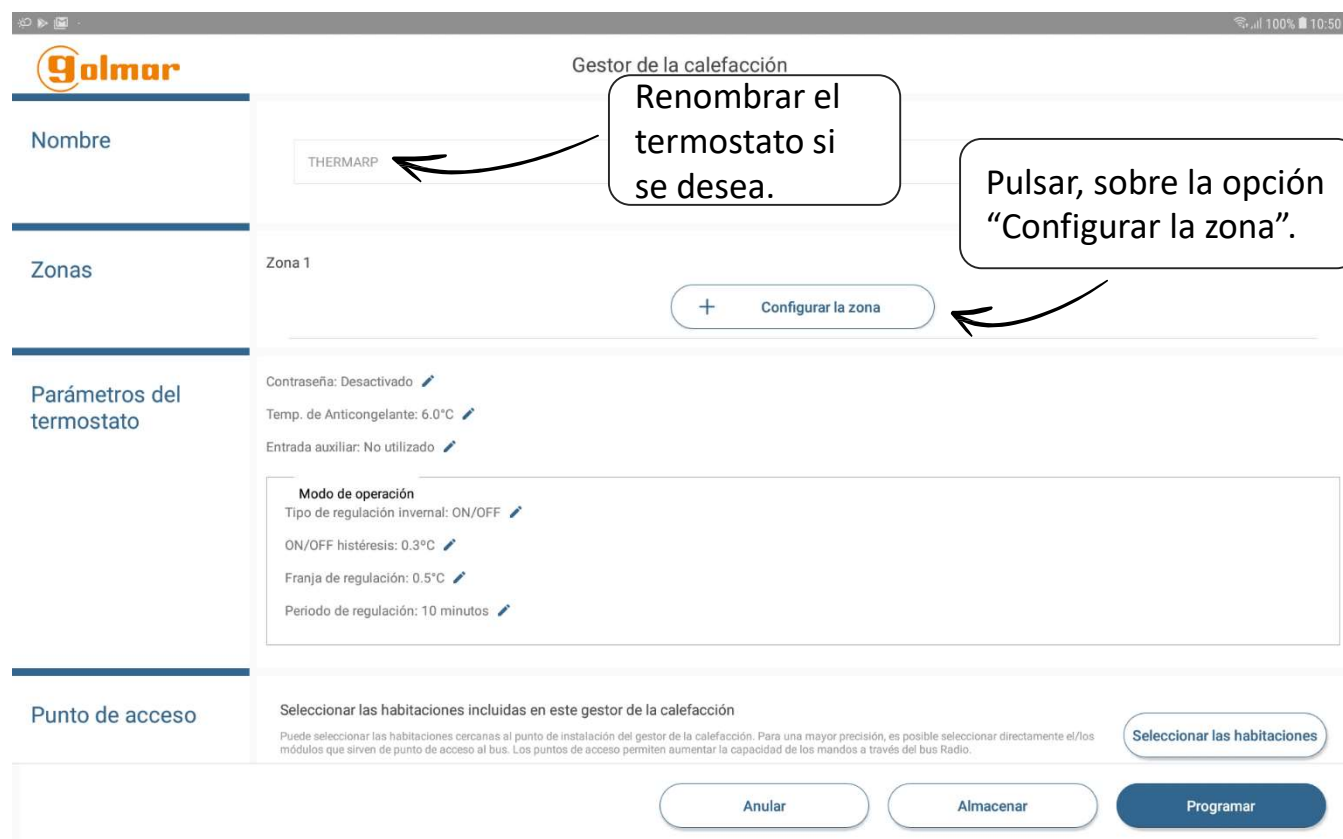 100% 10:50
golmar
Gestor de la calefacción
Renombrar el
termostato si
se desea.
Nombre
THERMARP
Pulsar, sobre la opción
“Configurar la zona”.
Zonas
Zona 1
+ Configurar la zona
Parámetros del
termostato
Contraseña: Desactivado
Temp. de Anticongelante: 6.0°C
Entrada auxiliar: No utilizado
Modo de operación
Tipo de regulación invernal: ON/OFF
ON/OFF histéresis: 0.3ºC
Franja de regulación: 0.5°C
Periodo de regulación: 10 minutos
Punto de acceso
Seleccionar las habitaciones incluidas en este gestor de la calefacción
Puede seleccionar las habitaciones cercanas al punto de instalación del gestor de la calefacción. Para una mayor precisión, es posible seleccionar directamente el/los
módulos que sirven de punto de acceso al bus. Los puntos de acceso permiten aumentar la capacidad de los mandos a través del bus Radio.
Seleccionar las habitaciones
Anular
Almacenar
Programar